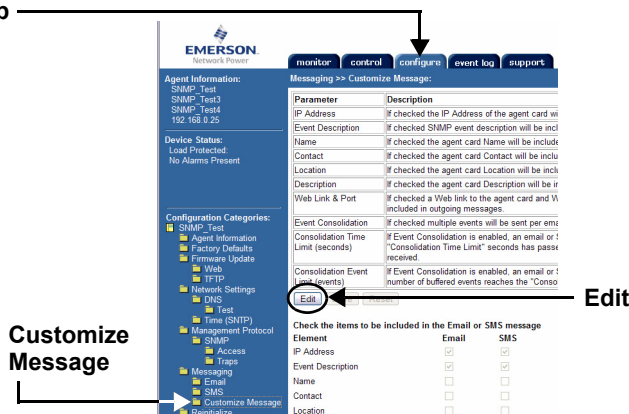 EMERSON
Network Power
monitor control configure event log support
Agent Information:
SNMP_Test
SNMP_Test3
SNMP_Test4
192.168.0.25
Device Status:
Load Protected:
No Alarms Present
Configuration Categories:
SNMP_Test
Agent Information
Factory Defaults
Firmware Update
Web
TFTP
Network Settings
DNS
Test
Time (SNTP)
Management Protocol
SNMP
Access
Traps
Messaging
Email
SMS
Customize Message
Reinitialize
Messaging >> Customize Message:
Parameter Description
IP Address If checked the IP Address of the agent card wi
Event Description If checked SNMP event description will be incl
Name If checked the agent card Name will be include
Contact If checked the agent card Contact will be inclu
Location If checked the agent card Location will be inclu
Description If checked the agent card Description will be in
Web Link & Port If checked a Web link to the agent card and W
included in outgoing messages.
Event Consolidation If checked multiple events will be sent per ema
Consolidation Time Limit (seconds) If Event Consolidation is enabled, an email or S
"Consolidation Time Limit" seconds has passe
received.
Consolidation Event Limit (events) If Event Consolidation is enabled, an email or S
number of buffered events reaches the "Conso
Edit
Edit
Check the items to be included in the Email or SMS message
Element Email SMS
IP Address
Event Description
Name
Contact
Location
Customize
Message